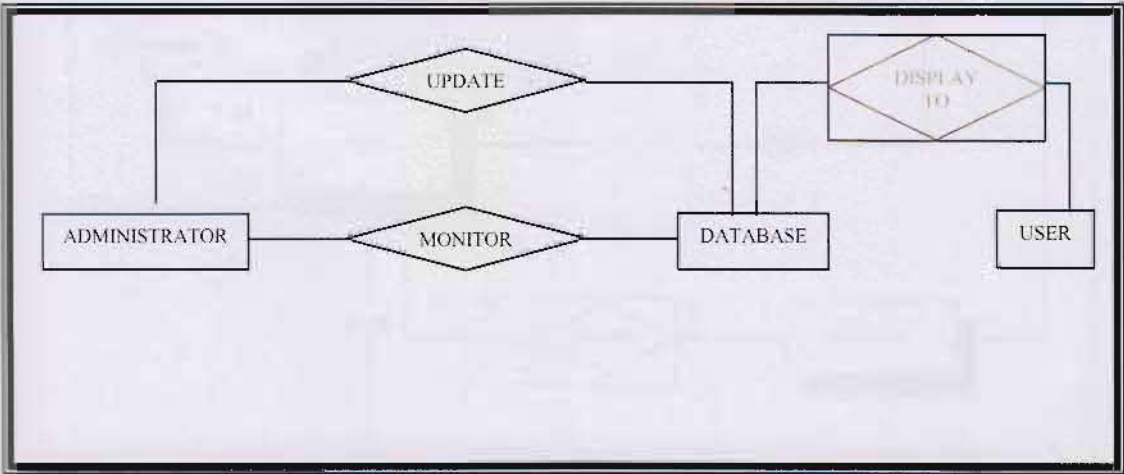 UPDATE
DISPLAY
TO
ADMINISTRATOR
MONITOR
DATABASE
USER